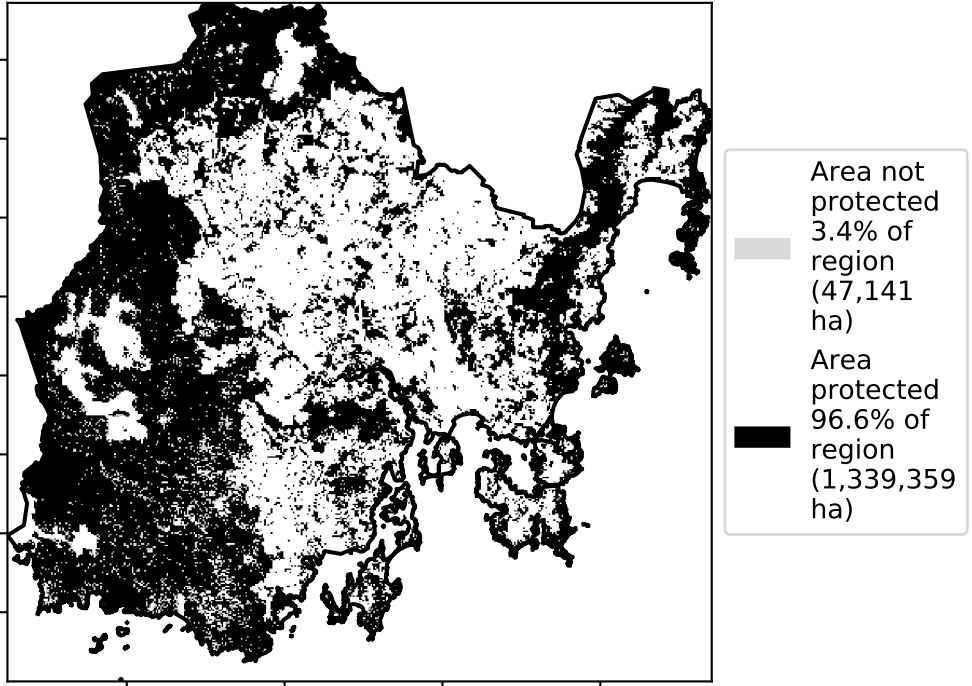 Area not
protected
3.4% of
region
(47,141
ha)
Area
protected
96.6% of
region
(1,339,359
ha)